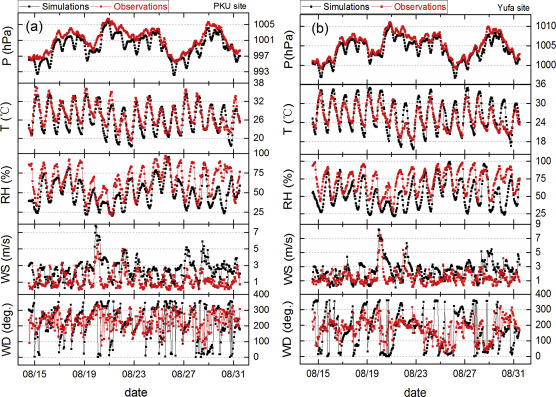 Simulations Observations PKU site
(a)
P (hPa)
1005
1001
997
993
T (℃)
36
32
28
24
20
16
RH (%)
100
75
50
25
WS (m/s)
7
5
3
1
WD (deg.)
400
300
200
100
0
08/15 08/19 08/23 08/27 08/31
date
Simulations Observations Yufa site
(b)
P (hPa)
1010
1005
1000
T (℃)
36
30
24
18
RH (%)
100
75
50
25
WS (m/s)
9
7
5
3
1
WD (deg.)
400
300
200
100
0
08/15 08/19 08/23 08/27 08/31
date